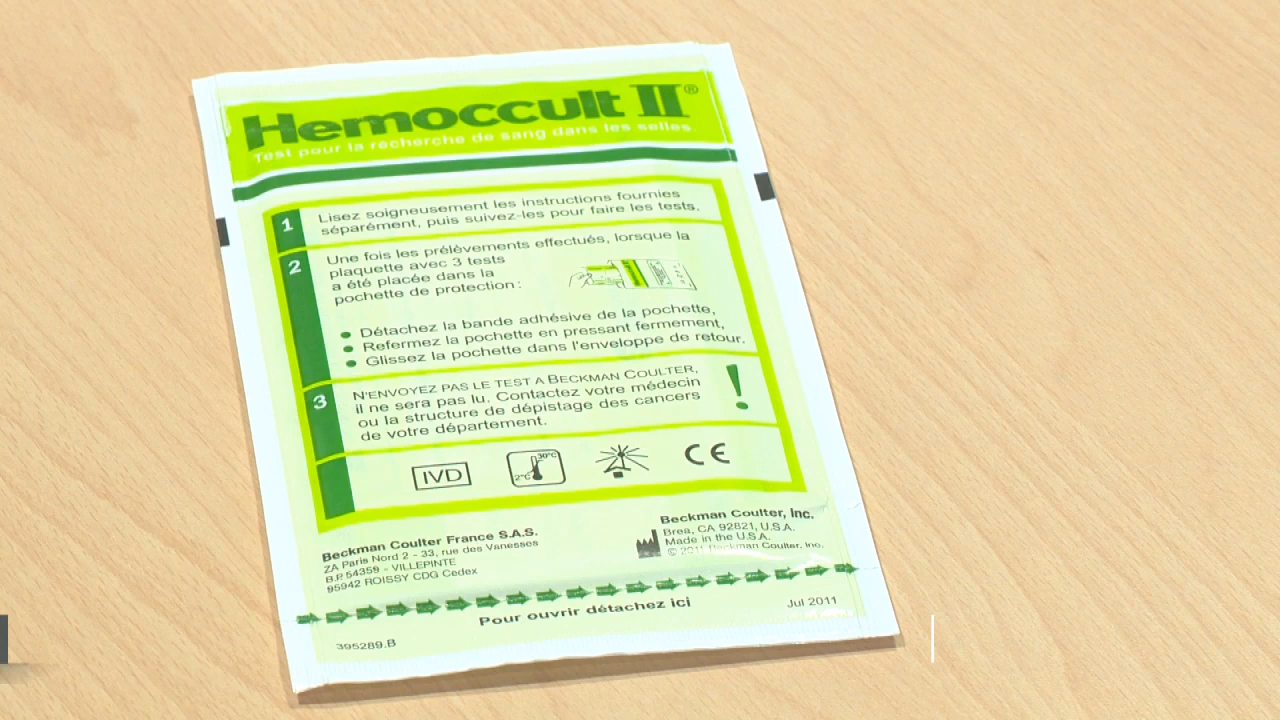 Hemoccult II®
Test pour la recherche de sang dans les selles
1
Lisez soigneusement les instructions fournies
séparément, puis suivez-les pour faire les tests.
2
Une fois les prélèvements effectués, lorsque la
plaquette avec 3 tests
a été placée dans la
pochette de protection :
• Détachez la bande adhésive de la pochette,
• Refermez la pochette en pressant fermement,
• Glissez la pochette dans l'enveloppe de retour.
3
N'ENVOYEZ PAS LE TEST A BECKMAN COULTER,
il ne sera pas lu. Contactez votre médecin
ou la structure de dépistage des cancers
de votre département.
!
IVD
2°C
30°C
CE
Beckman Coulter France S.A.S.
ZA Paris Nord 2 - 33, rue des Vanesses
B.P. 54359 - VILLEPINTE
95942 ROISSY CDG Cedex
Beckman Coulter, Inc.
Brea, CA 92821, U.S.A.
Made in the U.S.A.
© 2011 Beckman Coulter, Inc.
Pour ouvrir détachez ici
Jul 2011
395289.B